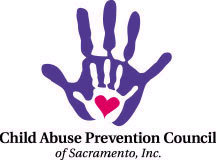 Child Abuse Prevention Council
of Sacramento, Inc.